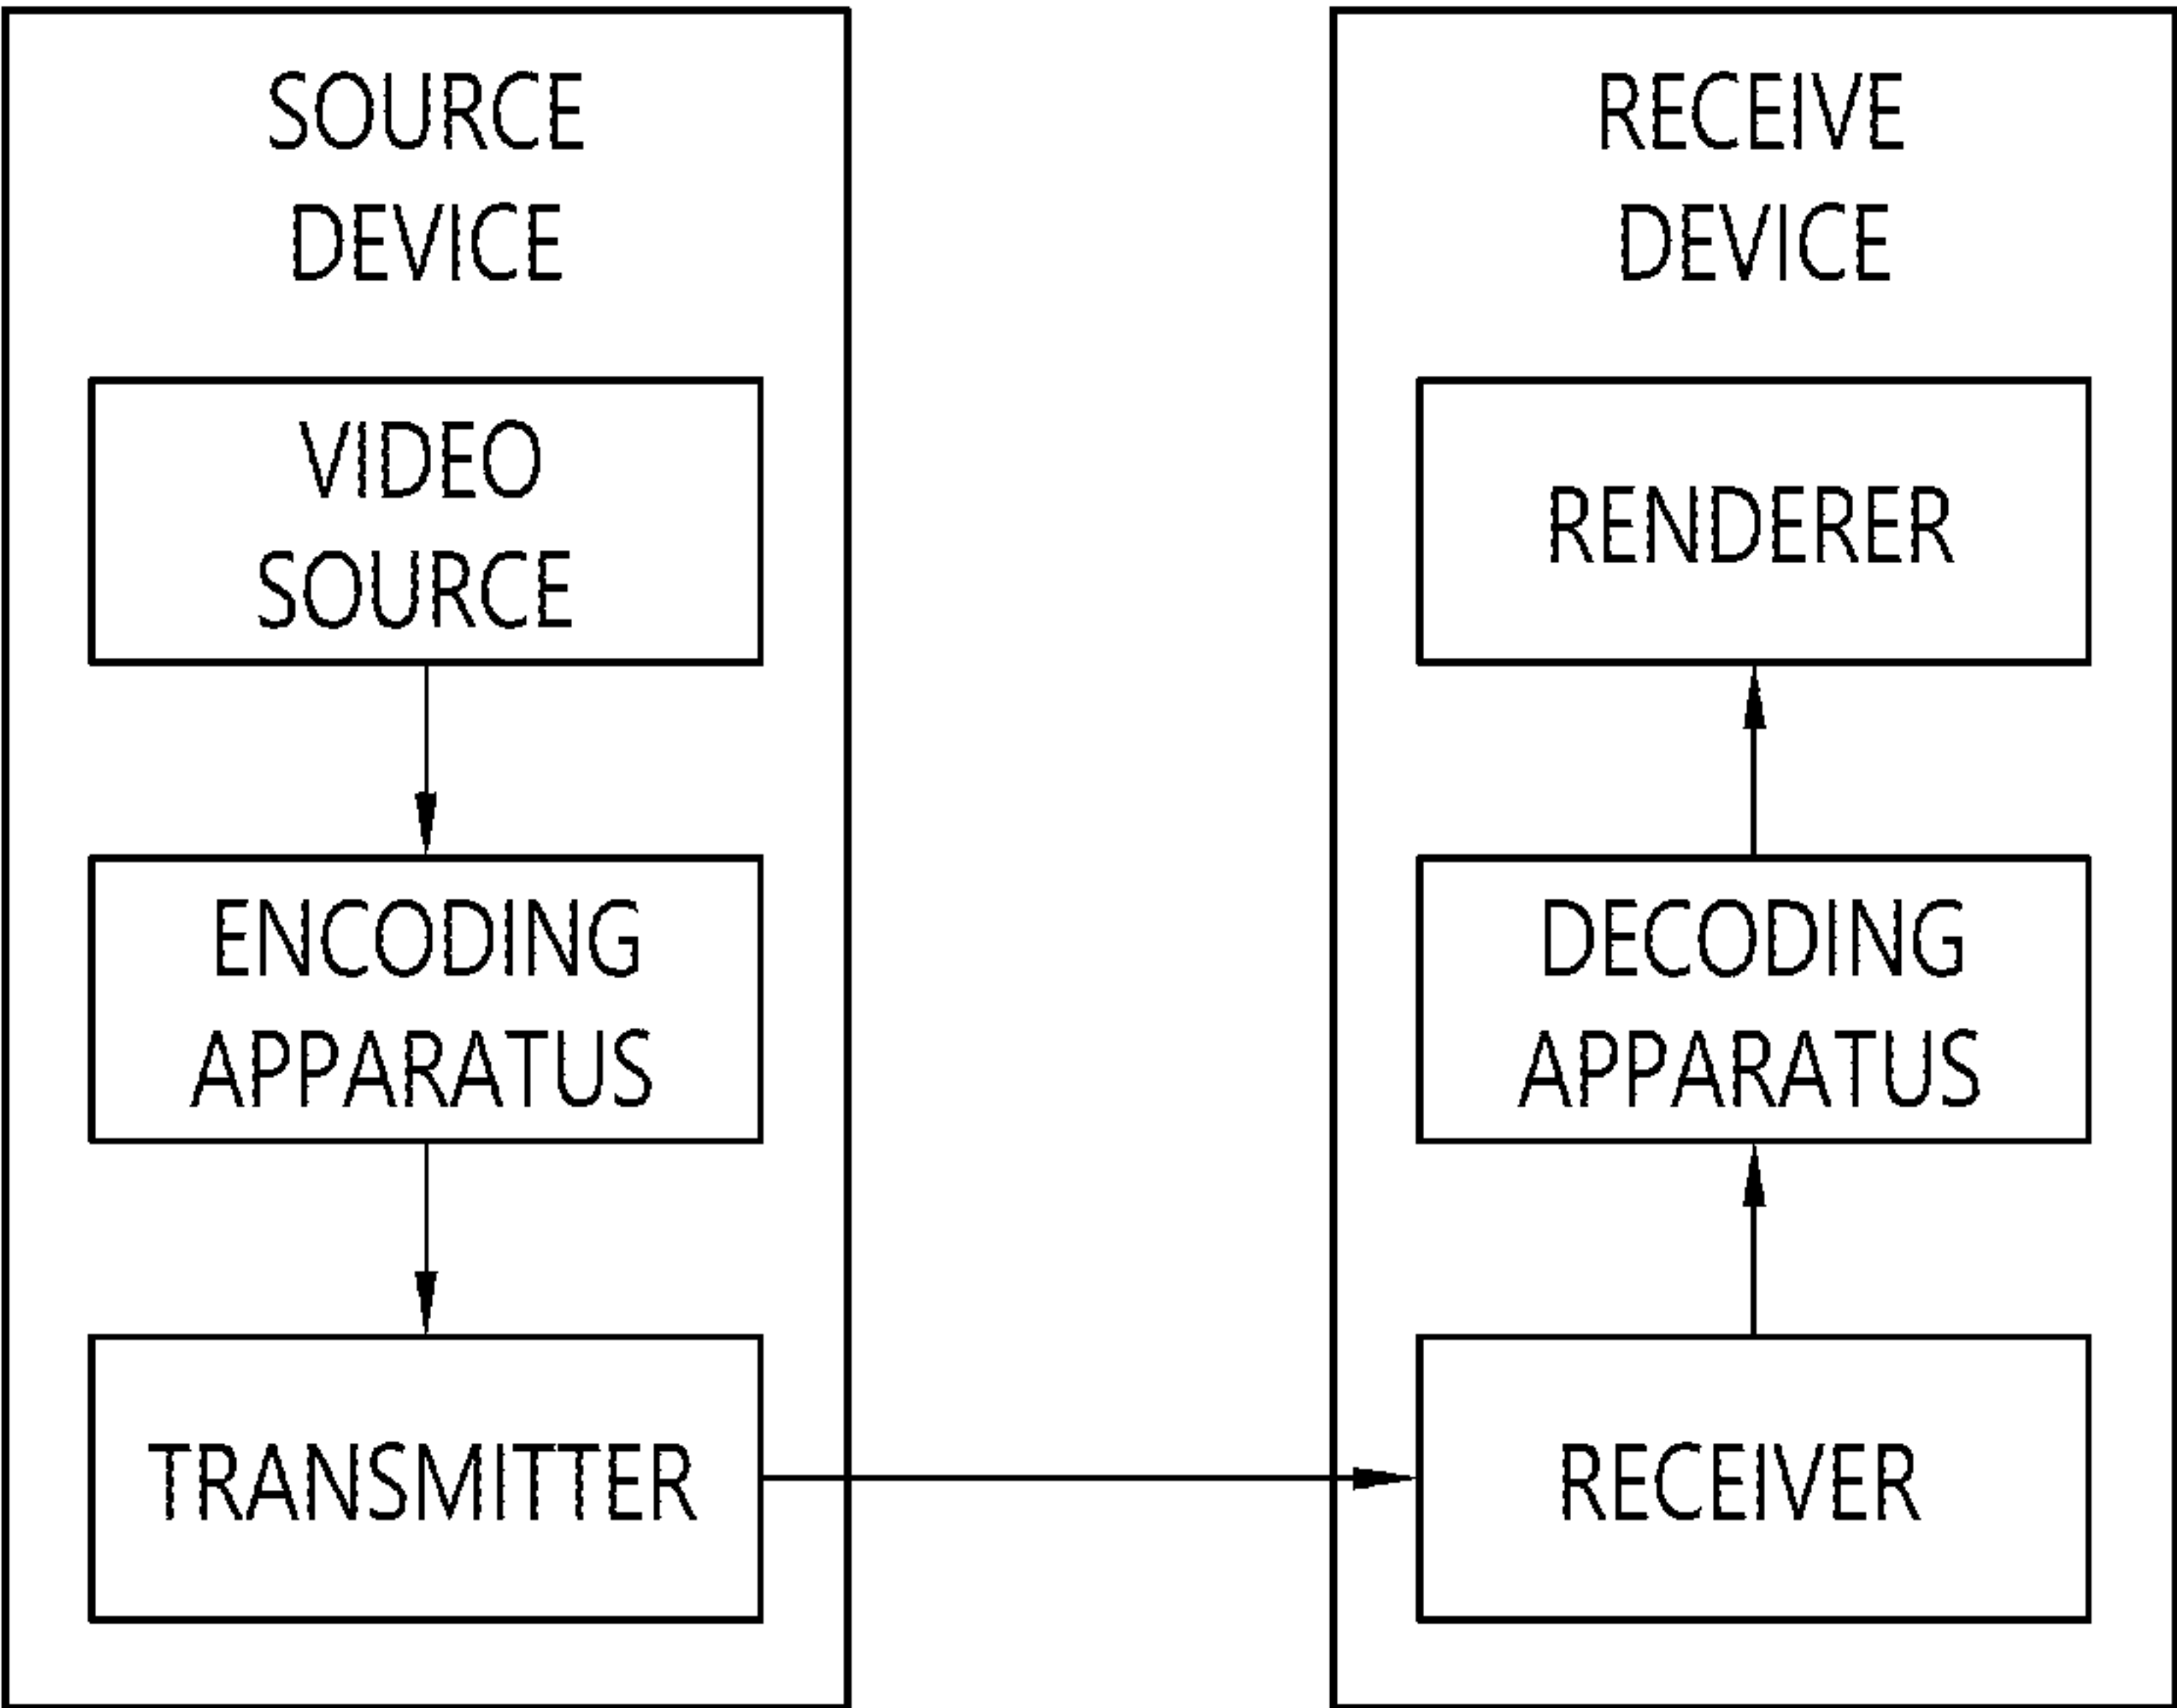 SOURCE
DEVICE
VIDEO
SOURCE
ENCODING
APPARATUS
TRANSMITTER
RECEIVE
DEVICE
RENDERER
DECODING
APPARATUS
RECEIVER